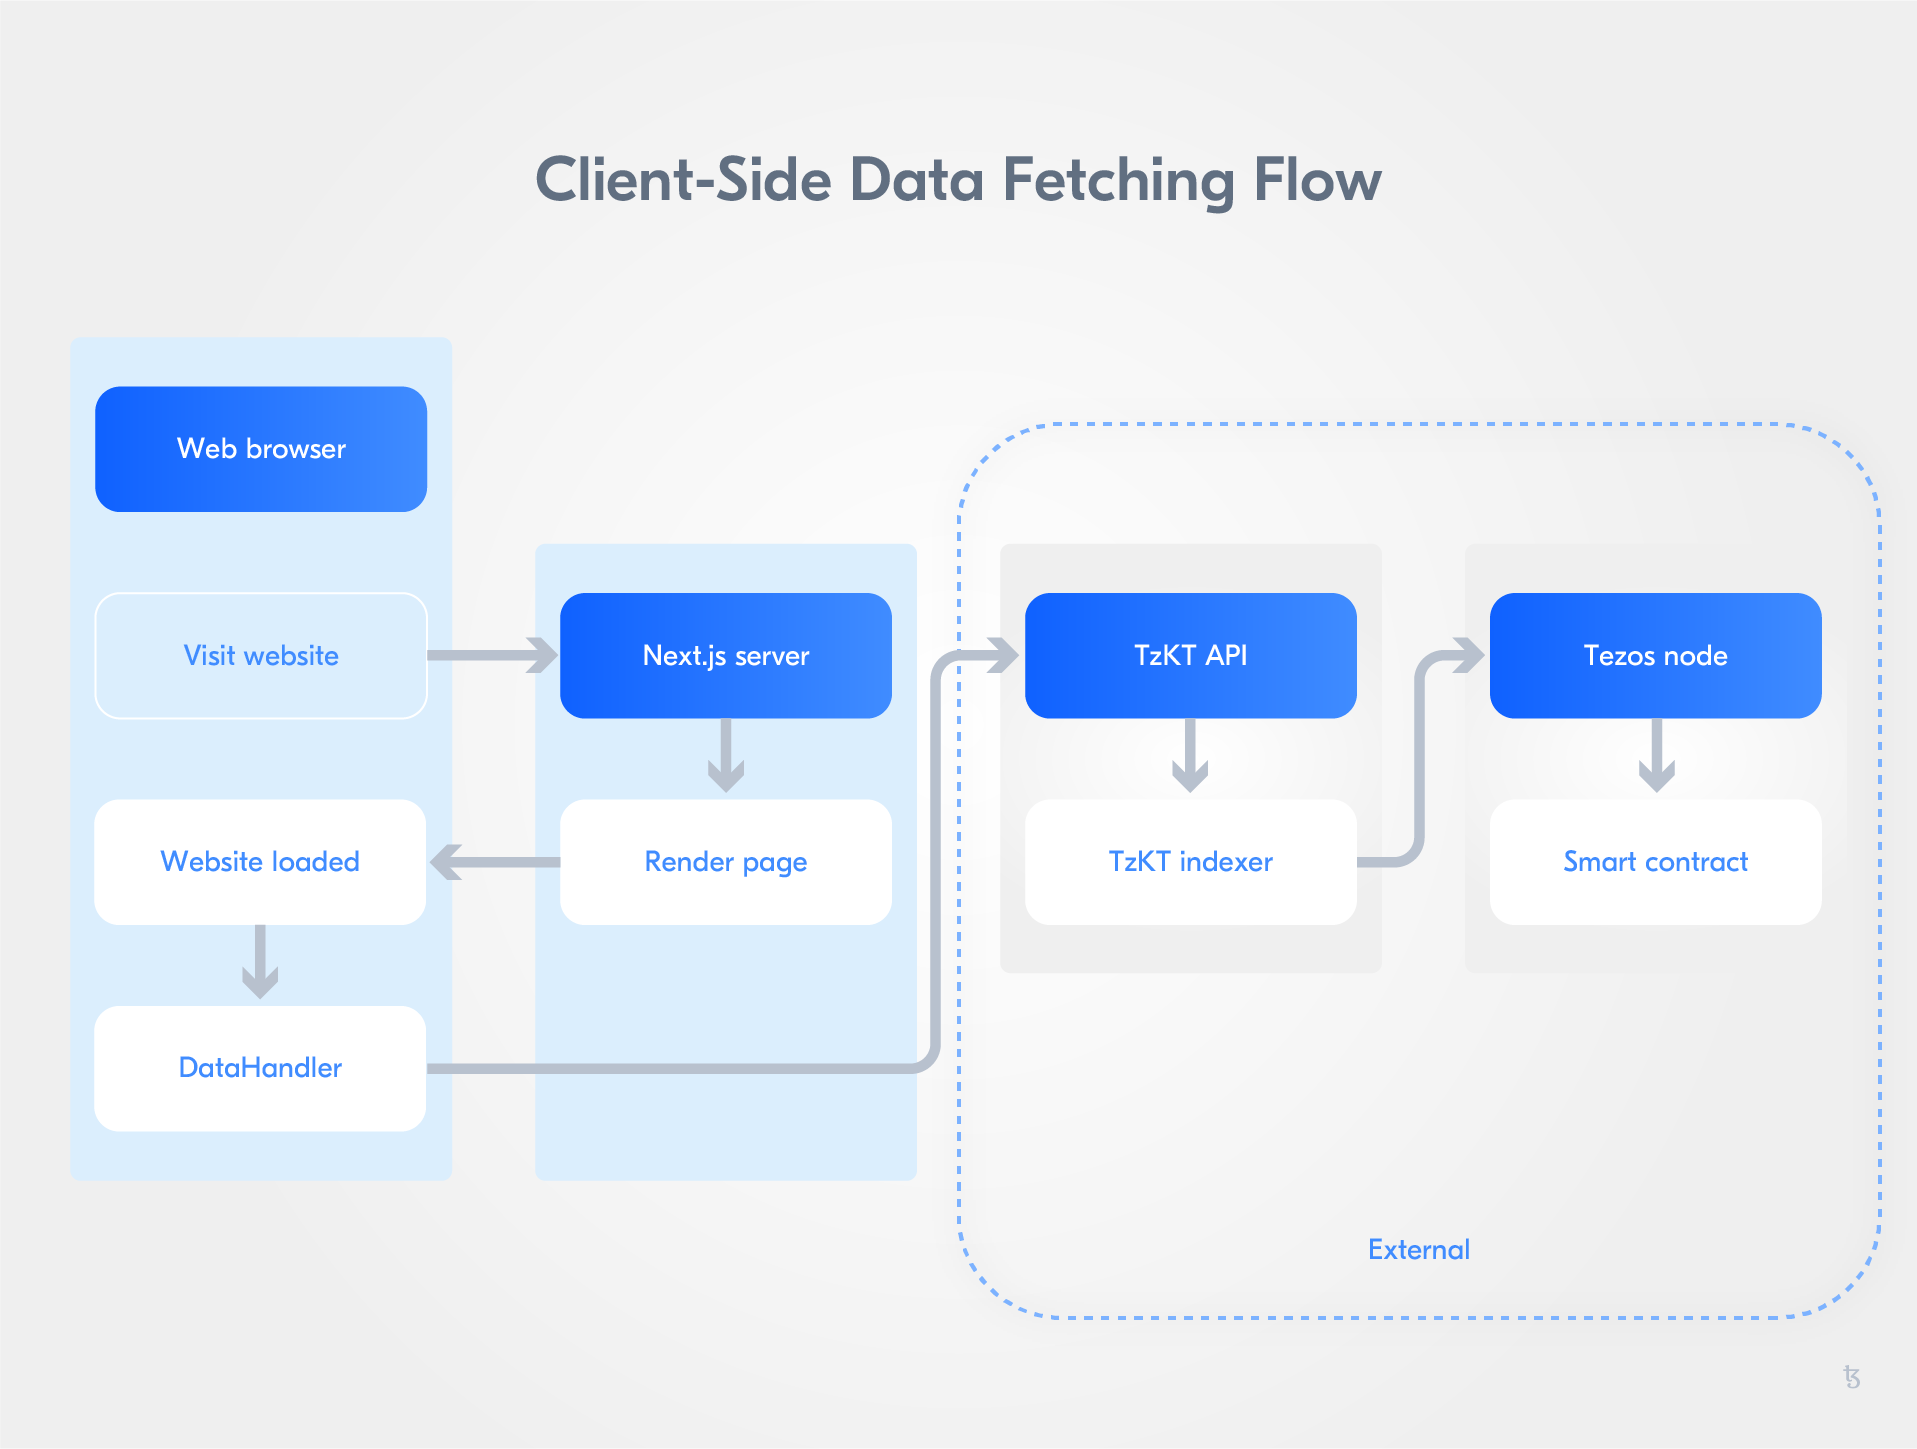 Client-Side Data Fetching Flow
Web browser
Visit website
Next.js server
TzKT API
Tezos node
Website loaded
Render page
TzKT indexer
Smart contract
DataHandler
External
ꜩ